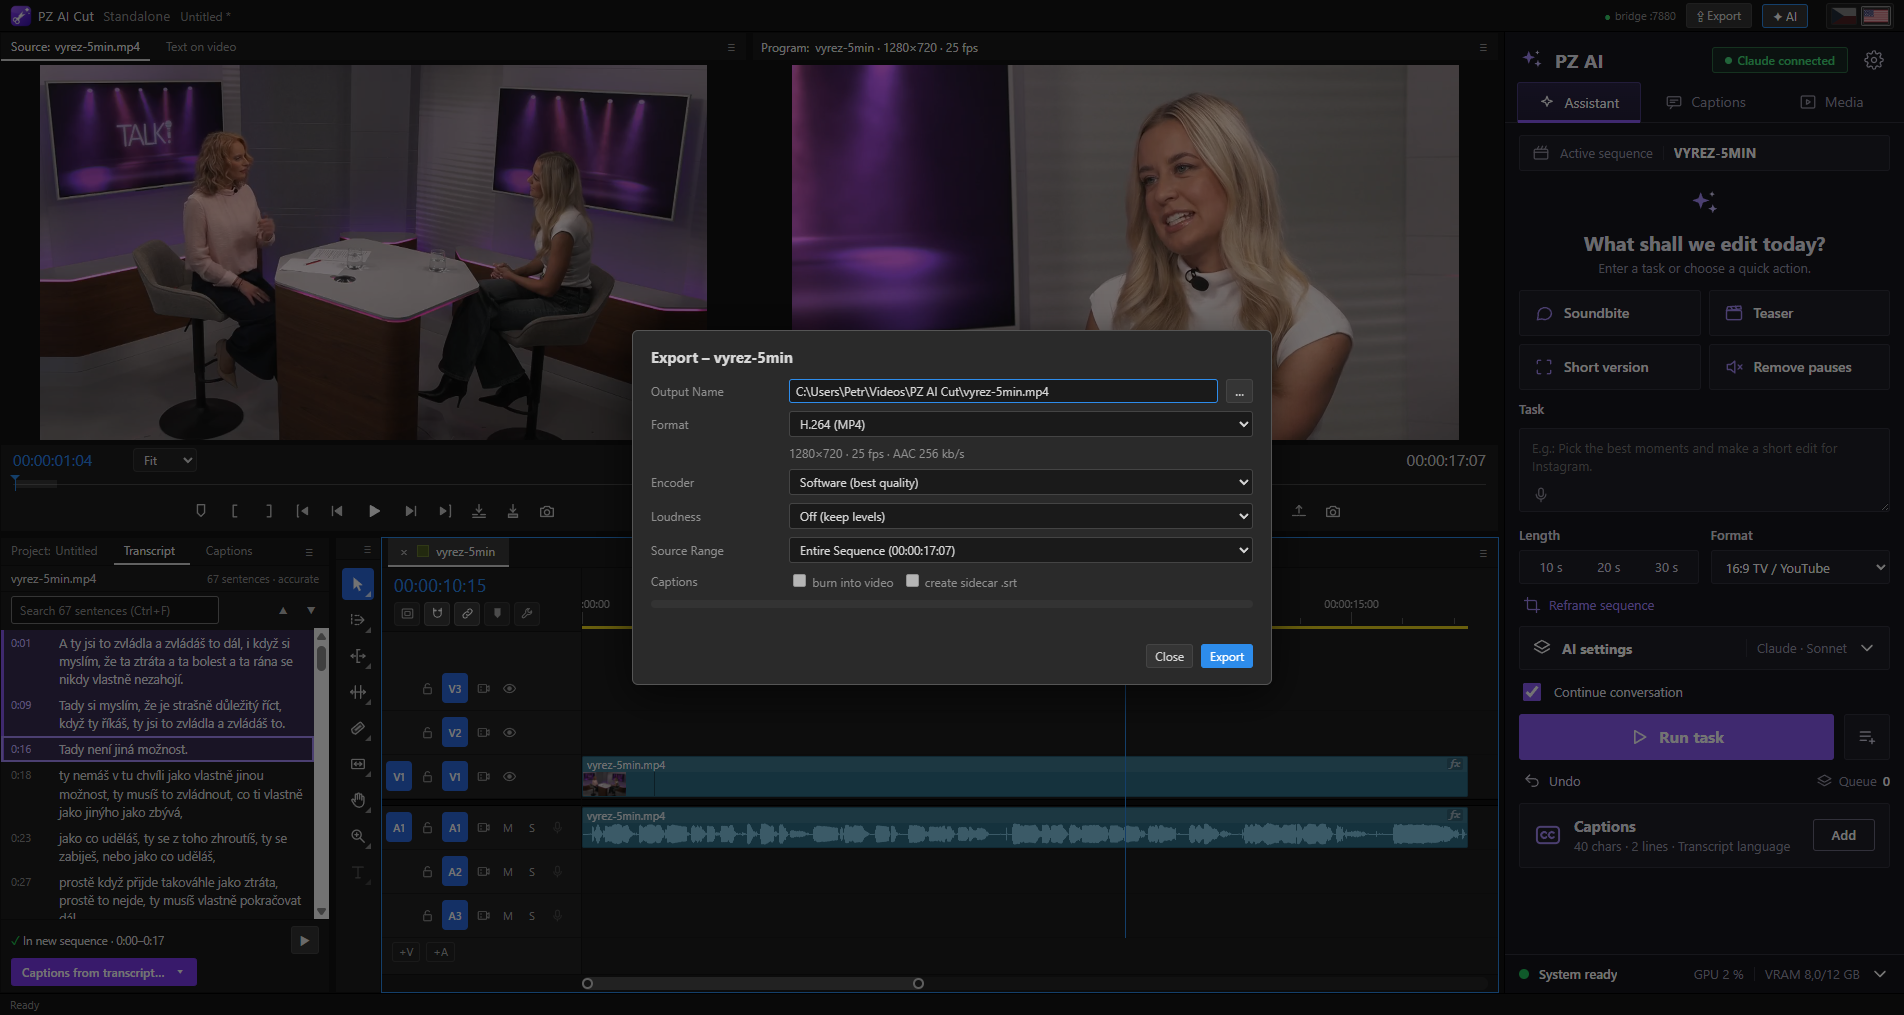 PZ AI Cut Standalone Untitled *
bridge :7880
Export
AI
Source: vyrez-5min.mp4
Text on video
Program: vyrez-5min · 1280×720 · 25 fps
TALK!
00:00:01:04
Fit
00:00:17:07
Export – vyrez-5min
Output Name
C:\Users\Petr\Videos\PZ AI Cut\vyrez-5min.mp4
...
Format
H.264 (MP4)
1280×720 · 25 fps · AAC 256 kb/s
Encoder
Software (best quality)
Loudness
Off (keep levels)
Source Range
Entire Sequence (00:00:17:07)
Captions
burn into video
create sidecar .srt
Close
Export
Project: Untitled
Transcript
Captions
vyrez-5min.mp4
67 sentences · accurate
Search 67 sentences (Ctrl+F)
0:01
A ty jsi to zvládla a zvládáš to dál, i když si
myslím, že ta ztráta a ta bolest a ta rána se
nikdy vlastně nezahojí.
0:09
Tady si myslím, že je strašně důležitý říct,
když ty říkáš, ty jsi to zvládla a zvládáš to.
0:16
Tady není jiná možnost.
0:18
ty nemáš v tu chvíli jako vlastně jinou
možnost, ty musíš to zvládnout, co ti vlastně
jako jinýho jako zbývá,
0:23
jako co uděláš, ty se z toho zhroutíš, ty se
zabiješ, nebo jako co uděláš,
0:27
prostě když přijde takováhle jako ztráta,
prostě to nejde, ty musíš vlastně pokračovat
dál
✓ In new sequence · 0:00–0:17
Captions from transcript...
Ready
vyrez-5min
00:00:10:15
:00:00
00:00:15:00
V3
V2
V1
V1
vyrez-5min.mp4
fx
A1
A1
M
S
vyrez-5min.mp4
fx
A2
M
S
A3
M
S
+V
+A
PZ AI
Claude connected
Assistant
Captions
Media
Active sequence
VYREZ-5MIN
What shall we edit today?
Enter a task or choose a quick action.
Soundbite
Teaser
Short version
Remove pauses
Task
E.g.: Pick the best moments and make a short edit for
Instagram.
Length
Format
10 s
20 s
30 s
16:9 TV / YouTube
Reframe sequence
AI settings
Claude · Sonnet
Continue conversation
Run task
Undo
Queue 0
CC
Captions
40 chars · 2 lines · Transcript language
Add
System ready
GPU 2 %
VRAM 8,0/12 GB